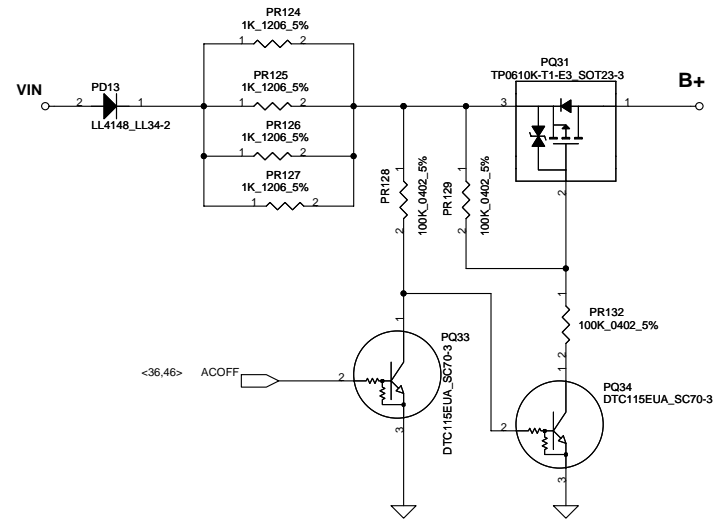 PR124
1K_1206_5%
1 2
PR125
1K_1206_5%
1 2
PR126
1K_1206_5%
1 2
PR127
1K_1206_5%
1 2
VIN
PD13
2 1
LL4148_LL34-2
PQ31
TP0610K-T1-E3_SOT23-3
B+
3 1
2
PR128
100K_0402_5%
1 2
PR129
100K_0402_5%
1 2
PR132
100K_0402_5%
1 2
<36,46> ACOFF
PQ33
DTC115EUA_SC70-3
1
2
3
PQ34
DTC115EUA_SC70-3
1
2
3